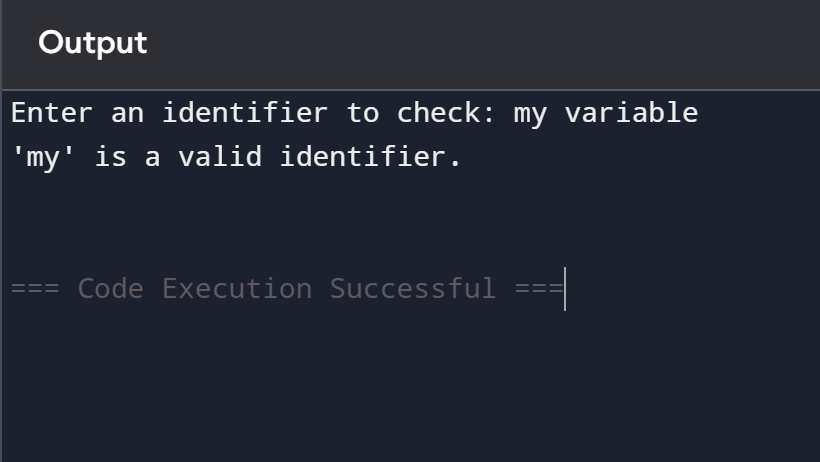 Output
Enter an identifier to check: my variable
'my' is a valid identifier.
=== Code Execution Successful ===